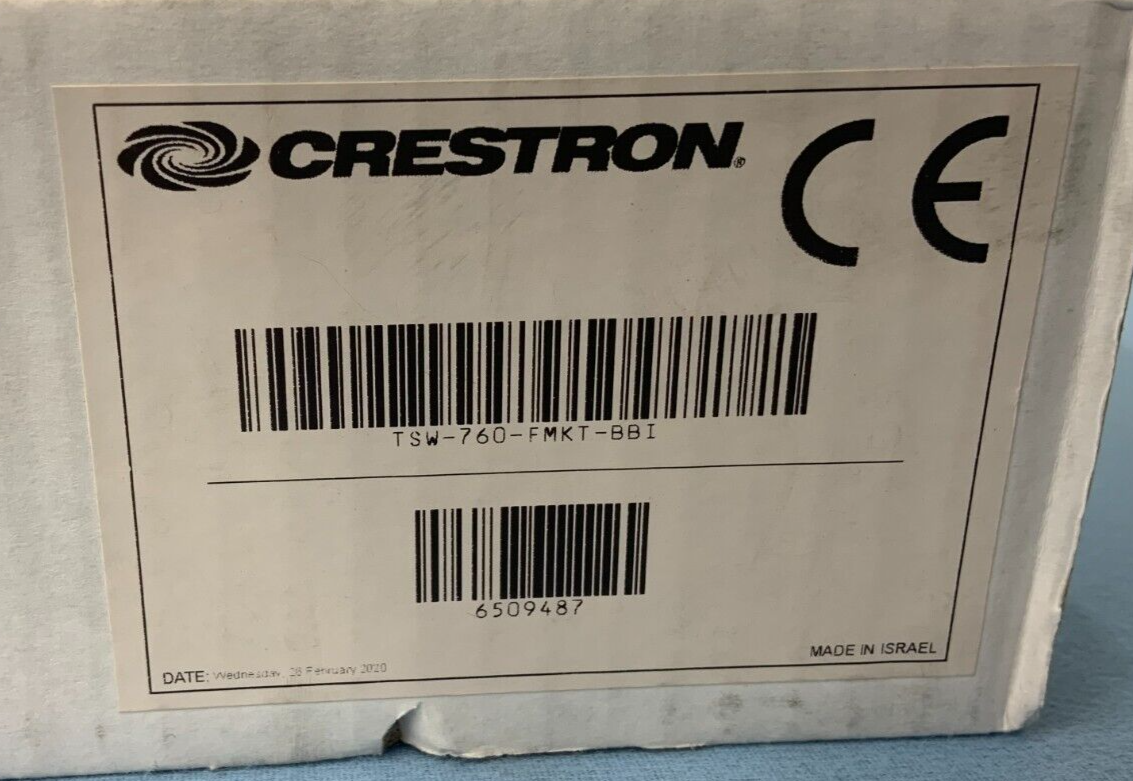 CRESTRON® CE
TSW-760-FMKT-BBI
6509487
MADE IN ISRAEL
DATE: Wednesday, 26 February 2020